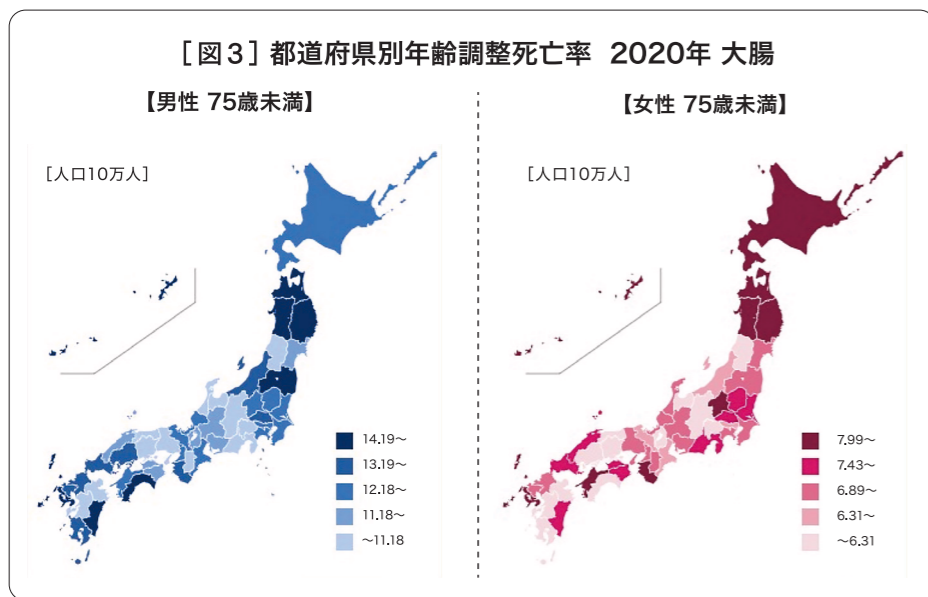 ［図3］都道府県別年齢調整死亡率 2020年 大腸
【男性 75歳未満】
［人口10万人］
14.19～
13.19～
12.18～
11.18～
～11.18
【女性 75歳未満】
［人口10万人］
7.99～
7.43～
6.89～
6.31～
～6.31